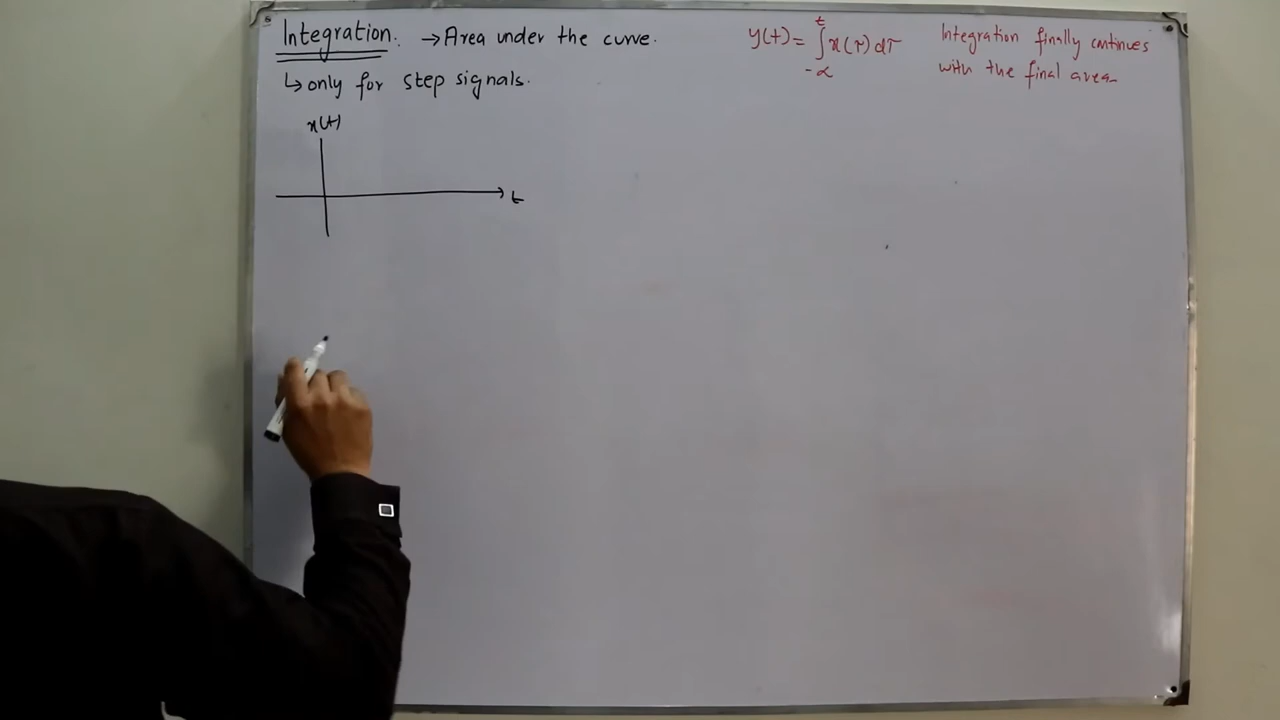 Integration. → Area under the curve.
↳ only for step signals.
y(t) = ∫_{-∝}^{t} x(τ) dτ
Integration finally continues
with the final area
x(t)
t